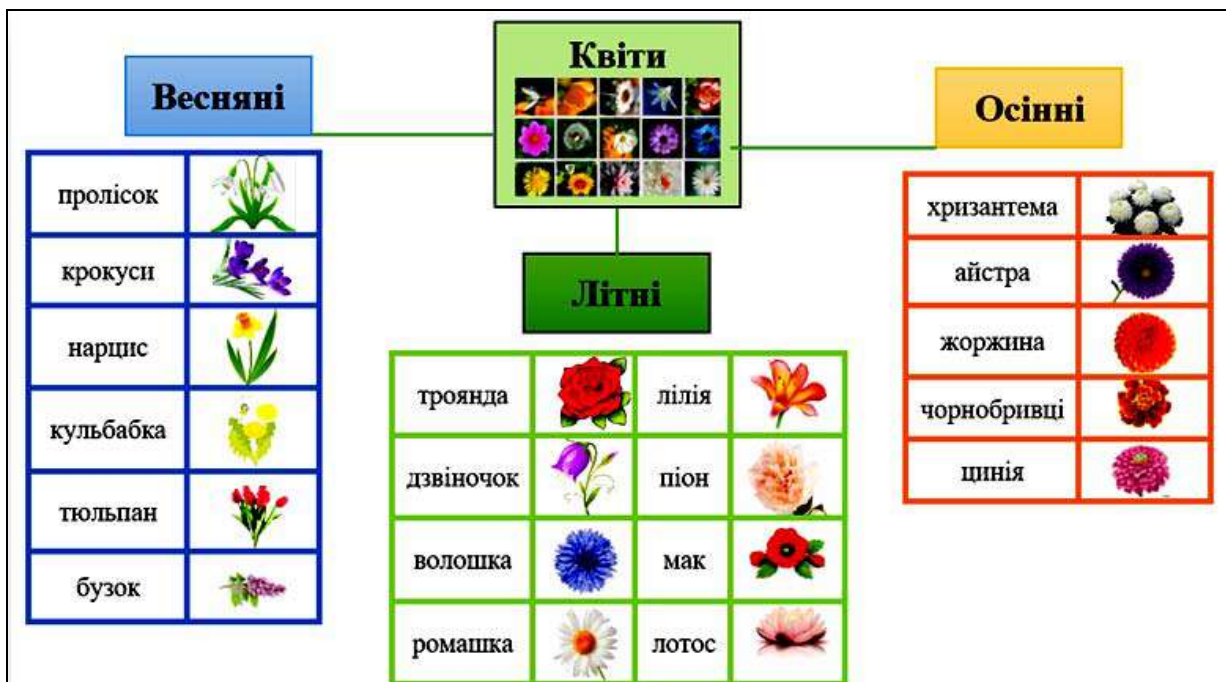 Квіти
Весняні
пролісок
крокуси
нарцис
кульбабка
тюльпан
бузок
Літні
троянда лілія
дзвіночок піон
волошка мак
ромашка лотос
Осінні
хризантема
айстра
жоржина
чорнобривці
цинія